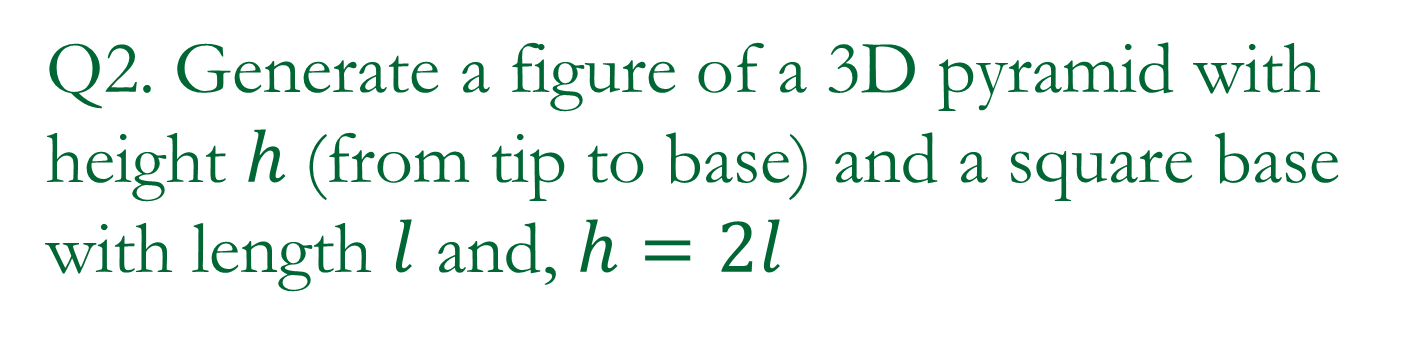 Q2. Generate a figure of a 3D pyramid with
height ℎ (from tip to base) and a square base
with length 𝑙 and, ℎ = 2𝑙